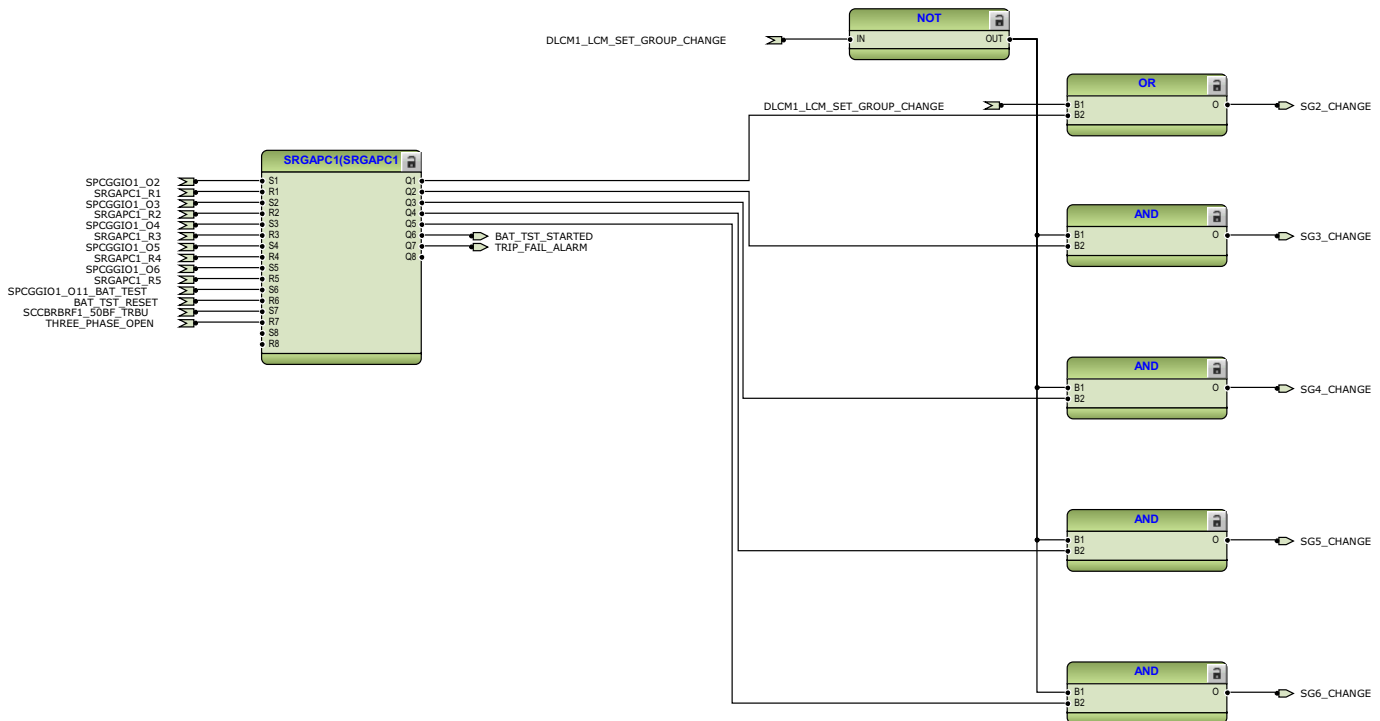 NOT
DLCM1_LCM_SET_GROUP_CHANGE
IN
OUT
OR
DLCM1_LCM_SET_GROUP_CHANGE
B1
B2
O
SG2_CHANGE
SRGAPC1(SRGAPC1
SPCGGIO1_O2
SRGAPC1_R1
SPCGGIO1_O3
SRGAPC1_R2
SPCGGIO1_O4
SRGAPC1_R3
SPCGGIO1_O5
SRGAPC1_R4
SPCGGIO1_O6
SRGAPC1_R5
SPCGGIO1_O11_BAT_TEST
BAT_TST_RESET
SCCBRBRF1_50BF_TRBU
THREE_PHASE_OPEN
S1
R1
S2
R2
S3
R3
S4
R4
S5
R5
S6
R6
S7
R7
S8
R8
Q1
Q2
Q3
Q4
Q5
Q6
Q7
Q8
BAT_TST_STARTED
TRIP_FAIL_ALARM
AND
B1
B2
O
SG3_CHANGE
AND
B1
B2
O
SG4_CHANGE
AND
B1
B2
O
SG5_CHANGE
AND
B1
B2
O
SG6_CHANGE